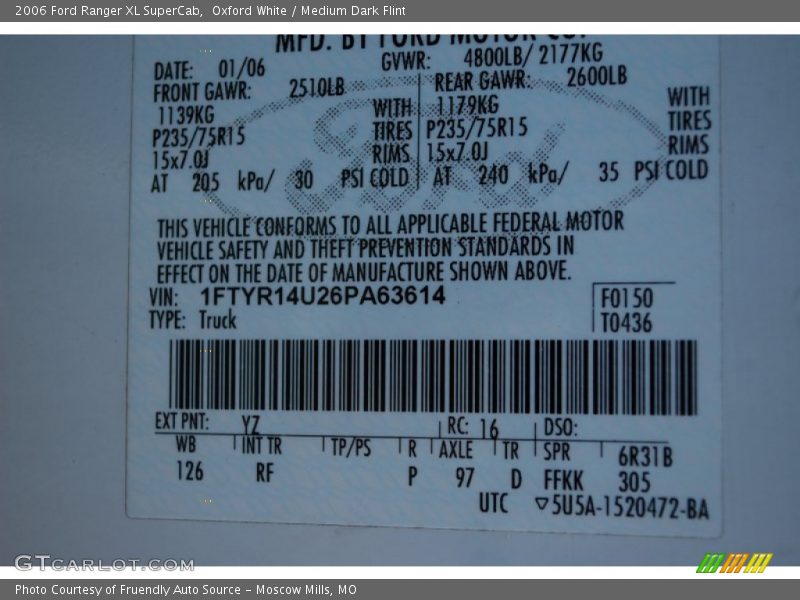 2006 Ford Ranger XL SuperCab, Oxford White / Medium Dark Flint
MFD. BY FORD MOTOR CO.
DATE: 01/06 GVWR: 4800LB/ 2177KG
FRONT GAWR: 2510LB REAR GAWR: 2600LB
1139KG WITH 1179KG WITH
P235/75R15 TIRES P235/75R15 TIRES
15x7.0J RIMS 15x7.0J RIMS
AT 205 kPa/ 30 PSI COLD AT 240 kPa/ 35 PSI COLD
Ford
THIS VEHICLE CONFORMS TO ALL APPLICABLE FEDERAL MOTOR
VEHICLE SAFETY AND THEFT PREVENTION STANDARDS IN
EFFECT ON THE DATE OF MANUFACTURE SHOWN ABOVE.
VIN: 1FTYR14U26PA63614 F0150
TYPE: Truck T0436
EXT PNT: YZ RC: 16 DSO:
WB INT TR TP/PS R AXLE TR SPR 6R31B
126 RF P 97 D FFKK 305
UTC ▽5U5A-1520472-BA
GTCARLOT.COM
Photo Courtesy of Fruendly Auto Source – Moscow Mills, MO